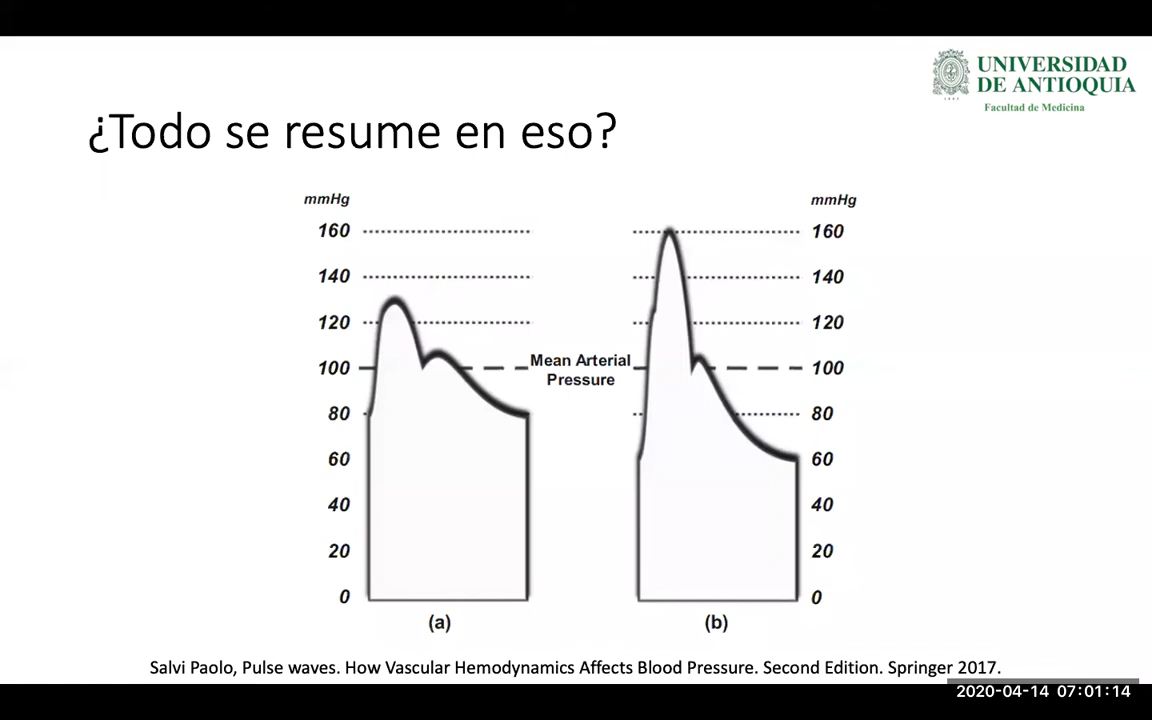 UNIVERSIDAD
DE ANTIOQUIA
1803
Facultad de Medicina
¿Todo se resume en eso?
mmHg
160
140
120
100
80
60
40
20
0
(a)
Mean Arterial
Pressure
mmHg
160
140
120
100
80
60
40
20
0
(b)
Salvi Paolo, Pulse waves. How Vascular Hemodynamics Affects Blood Pressure. Second Edition. Springer 2017.
2020-04-14 07:01:14